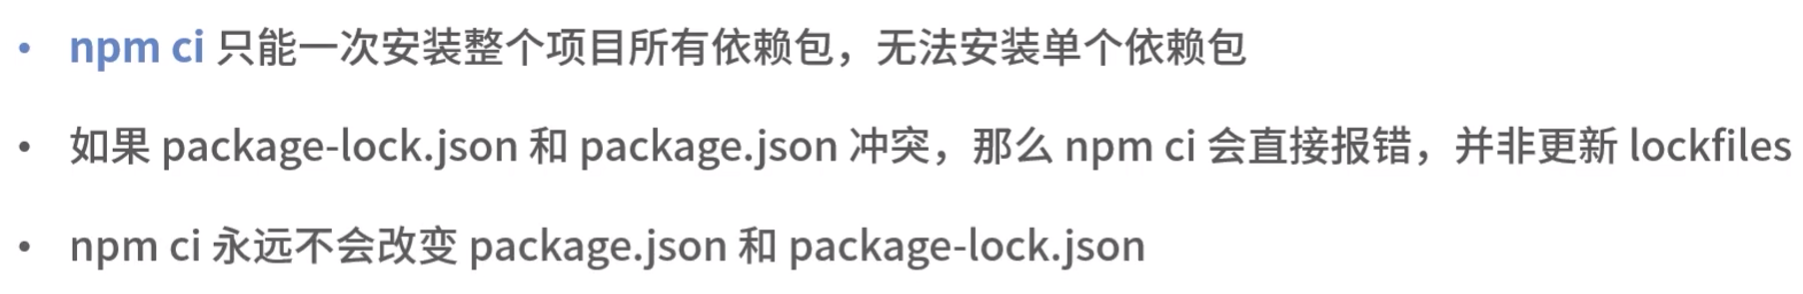 • npm ci 只能一次安装整个项目所有依赖包，无法安装单个依赖包
• 如果 package-lock.json 和 package.json 冲突，那么 npm ci 会直接报错，并非更新 lockfiles
• npm ci 永远不会改变 package.json 和 package-lock.json